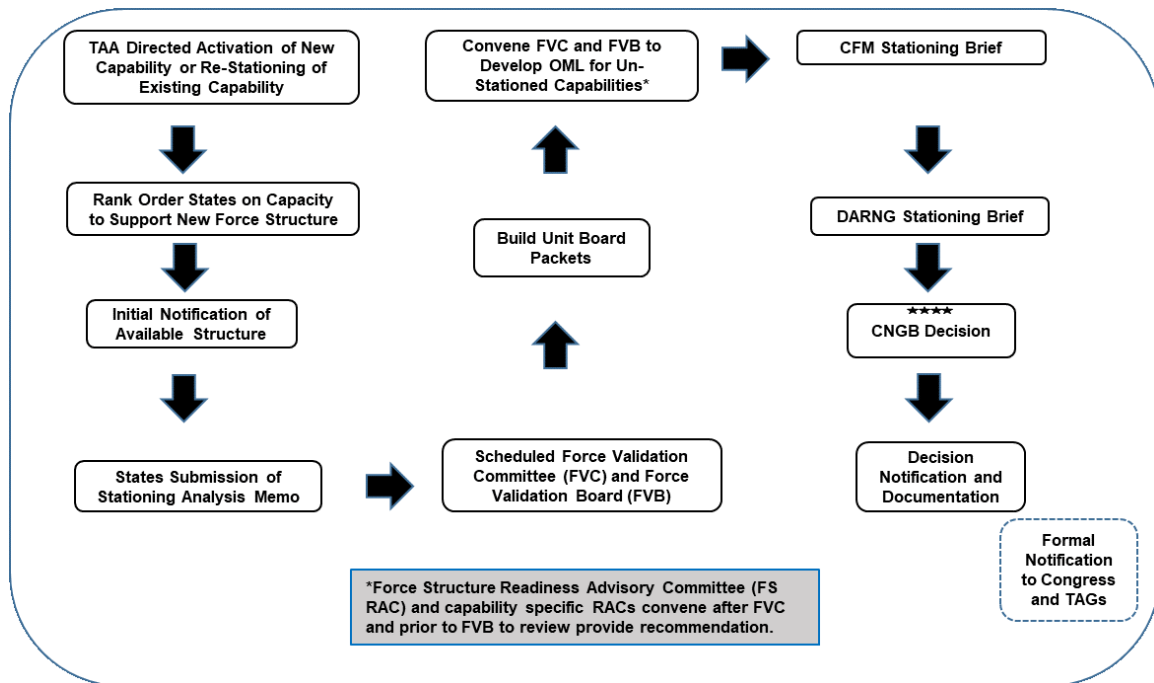 TAA Directed Activation of New
Capability or Re-Stationing of
Existing Capability
Rank Order States on Capacity
to Support New Force Structure
Initial Notification of
Available Structure
States Submission of
Stationing Analysis Memo
Scheduled Force Validation
Committee (FVC) and Force
Validation Board (FVB)
Build Unit Board
Packets
Convene FVC and FVB to
Develop OML for Un-
Stationed Capabilities*
CFM Stationing Brief
DARNG Stationing Brief
★★★★
CNGB Decision
Decision
Notification and
Documentation
Formal
Notification
to Congress
and TAGs
*Force Structure Readiness Advisory Committee (FS
RAC) and capability specific RACs convene after FVC
and prior to FVB to review provide recommendation.